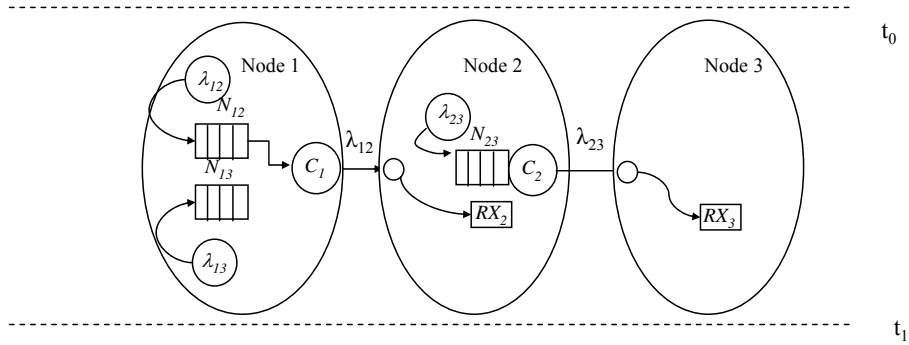 t0
Node 1
Node 2
Node 3
λ12
N12
λ23
N23
λ12
λ23
N13
C1
C2
RX2
RX3
λ13
t1